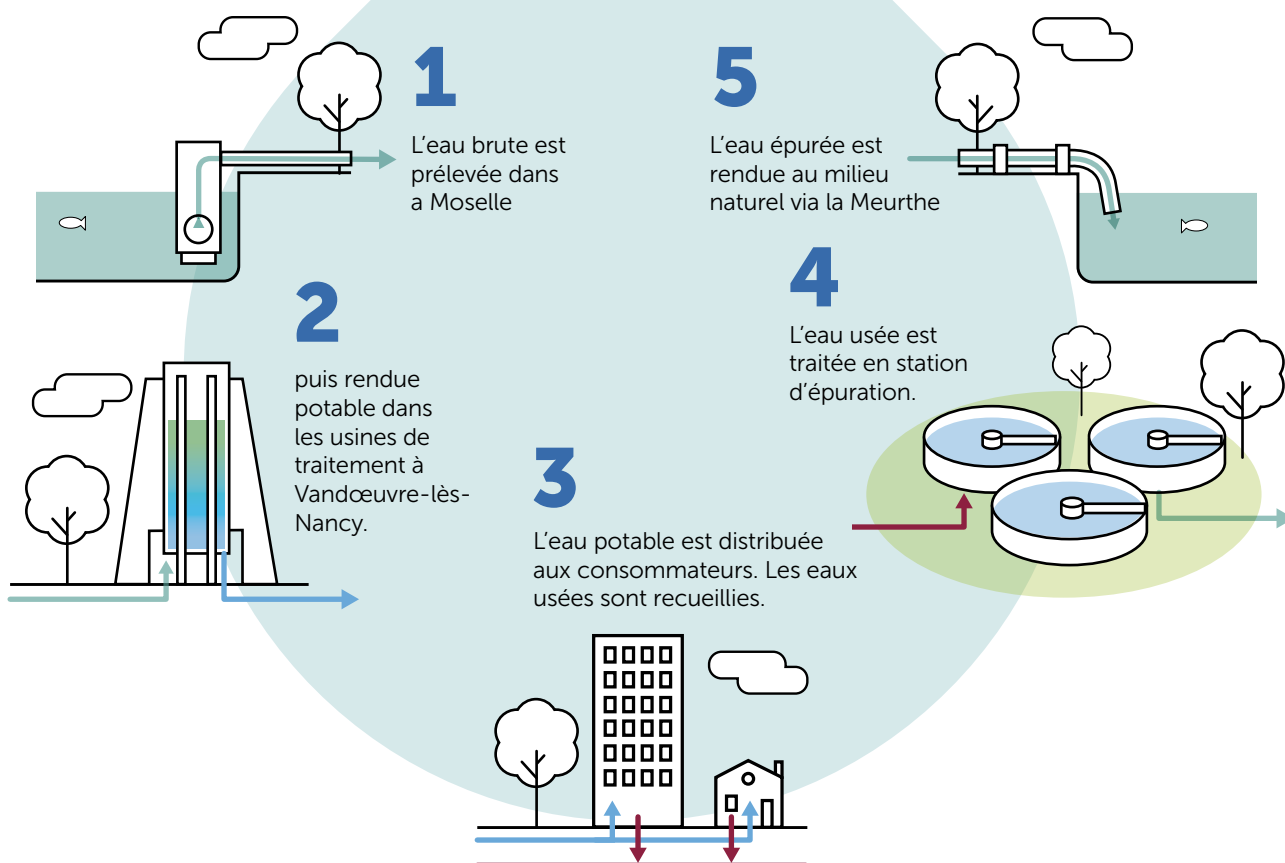 1
L'eau brute est
prélevée dans
a Moselle
2
puis rendue
potable dans
les usines de
traitement à
Vandœuvre-lès-
Nancy.
3
L'eau potable est distribuée
aux consommateurs. Les eaux
usées sont recueillies.
4
L'eau usée est
traitée en station
d'épuration.
5
L'eau épurée est
rendue au milieu
naturel via la Meurthe